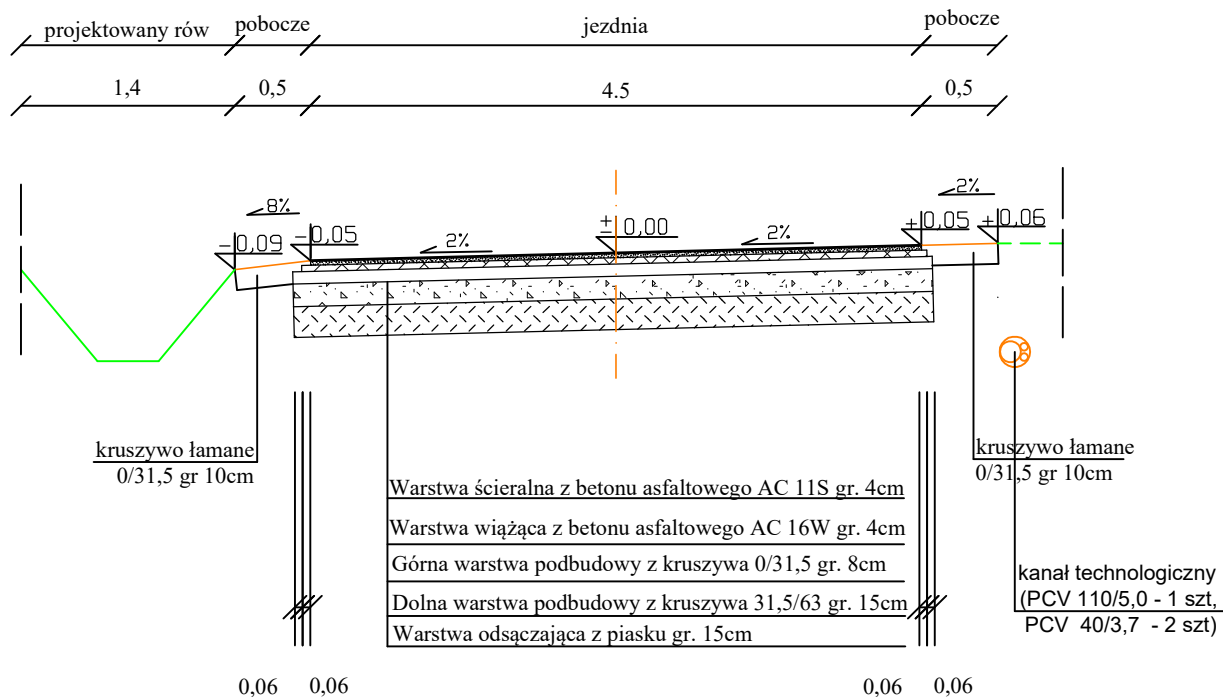 projektowany rów
pobocze
jezdnia
pobocze
1,4
0,5
4.5
0,5
8%
2%
-0,09
-0,05
2%
±0,00
2%
+0,05
+0,06
kruszywo łamane
0/31,5 gr 10cm
kruszywo łamane
0/31,5 gr 10cm
Warstwa ścieralna z betonu asfaltowego AC 11S gr. 4cm
Warstwa wiążąca z betonu asfaltowego AC 16W gr. 4cm
Górna warstwa podbudowy z kruszywa 0/31,5 gr. 8cm
Dolna warstwa podbudowy z kruszywa 31,5/63 gr. 15cm
Warstwa odsączająca z piasku gr. 15cm
kanał technologiczny
(PCV 110/5,0 - 1 szt,
PCV 40/3,7 - 2 szt)
0,06
0,06
0,06
0,06